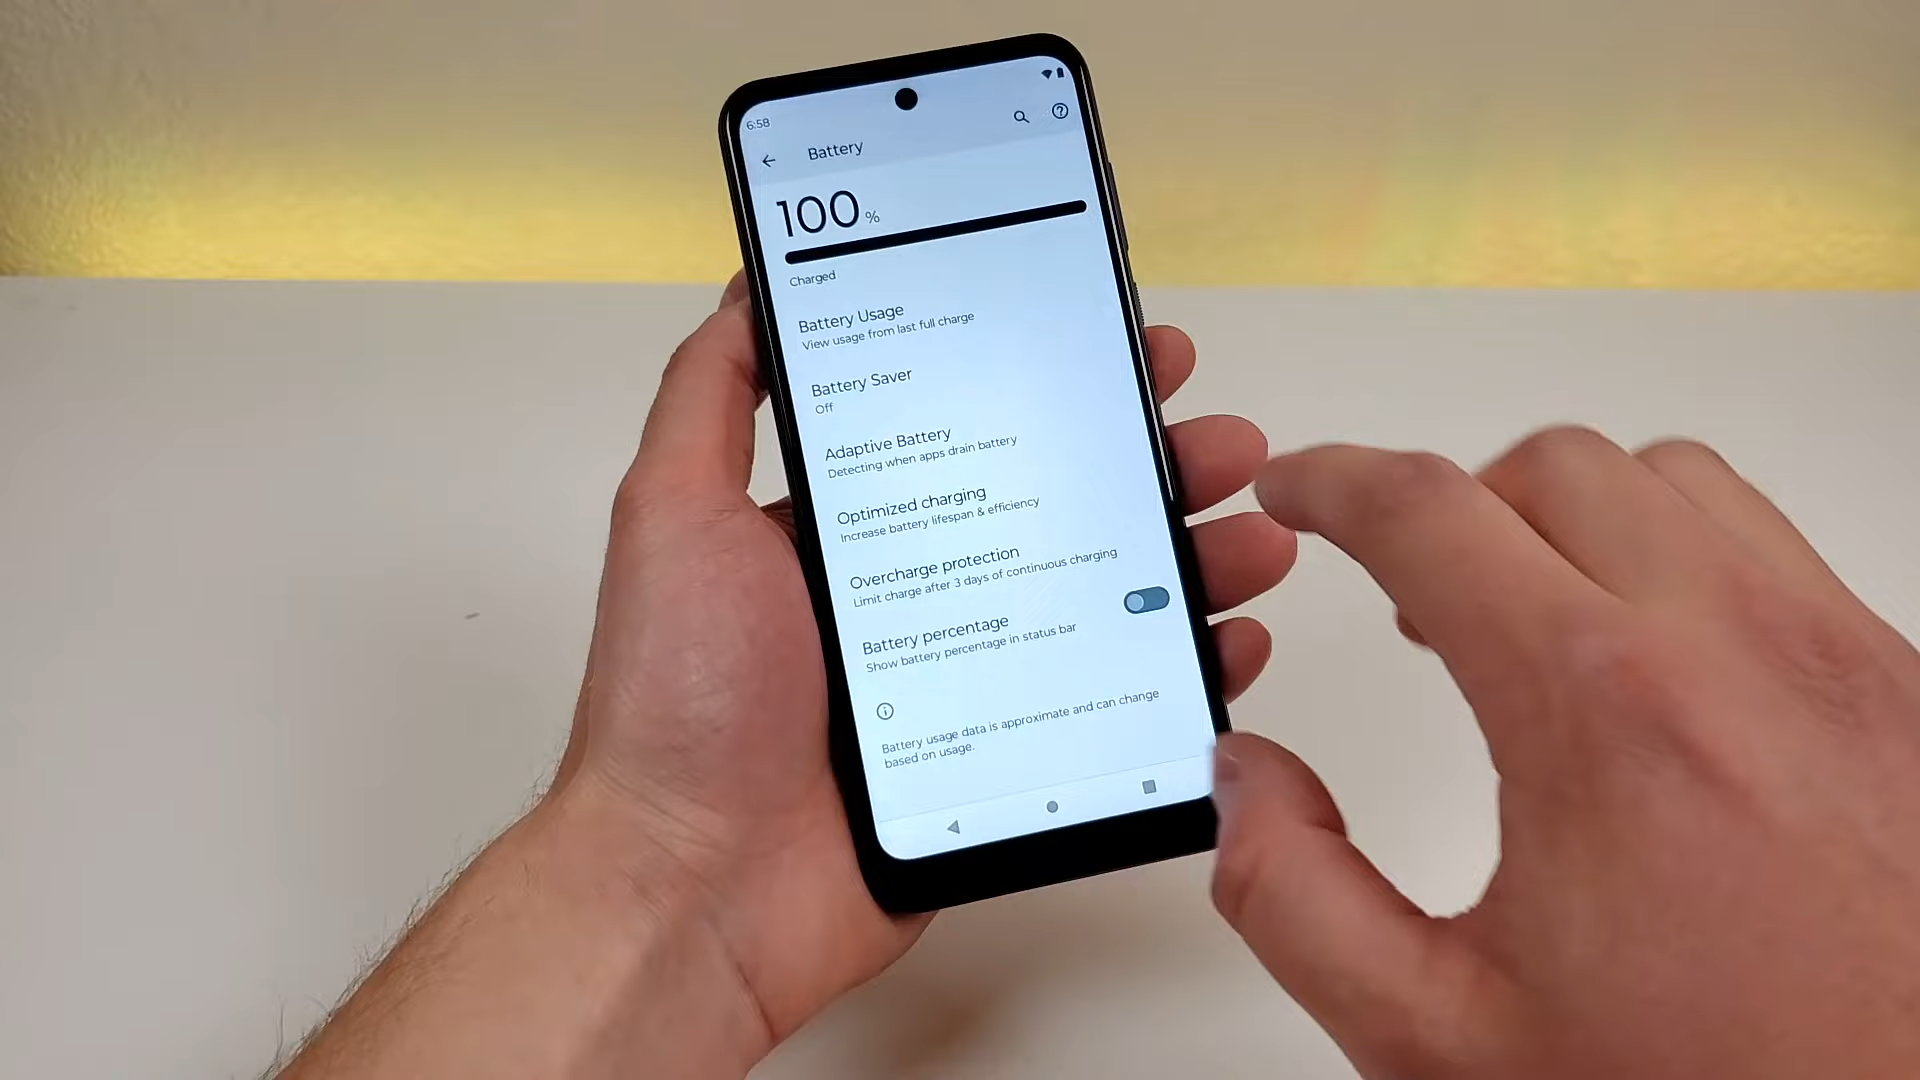 6:58
Battery
100 %
Charged
Battery Usage
View usage from last full charge
Battery Saver
Off
Adaptive Battery
Detecting when apps drain battery
Optimized charging
Increase battery lifespan & efficiency
Overcharge protection
Limit charge after 3 days of continuous charging
Battery percentage
Show battery percentage in status bar
Battery usage data is approximate and can change
based on usage.